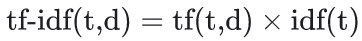 tf-idf(t,d) = tf(t,d) × idf(t)